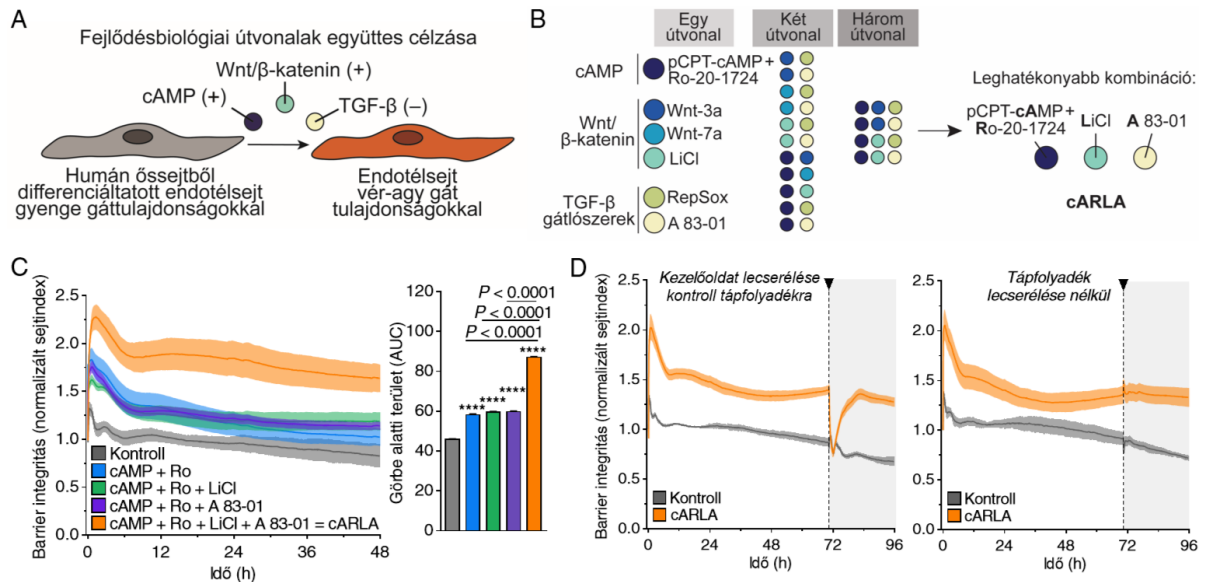 A
Fejlődésbiológiai útvonalak együttes célzása
Wnt/β-katenin (+)
cAMP (+)
TGF-β (–)
Humán őssejtből
differenciáltatott endotélsejt
gyenge gáttulajdonságokkal
Endotélsejt
vér-agy gát
tulajdonságokkal
B
Egy
útvonal
Két
útvonal
Három
útvonal
cAMP
pCPT-cAMP +
Ro-20-1724
Wnt/
β-katenin
Wnt-3a
Wnt-7a
LiCl
TGF-β
gátlószerek
RepSox
A 83-01
Leghatékonyabb kombináció:
pCPT-cAMP +
Ro-20-1724
LiCl
A 83-01
cARLA
C
Barrier integritás (normalizált sejtindex)
2.5
2.0
1.5
1.0
0.5
0.0
Kontroll
cAMP + Ro
cAMP + Ro + LiCl
cAMP + Ro + A 83-01
cAMP + Ro + LiCl + A 83-01 = cARLA
0 12 24 36 48
Idő (h)
Görbe alatti terület (AUC)
120
100
80
60
40
20
0
P < 0.0001
P < 0.0001
P < 0.0001
****
****
****
****
D
Barrier integritás (normalizált sejtindex)
2.5
2.0
1.5
1.0
0.5
0.0
Kezelőoldat lecserélése
kontroll tápfolyadékra
Kontroll
cARLA
0 24 48 72 96
Idő (h)
Barrier integritás (normalizált sejtindex)
2.5
2.0
1.5
1.0
0.5
0.0
Tápfolyadék
lecserélése nélkül
Kontroll
cARLA
0 24 48 72 96
Idő (h)